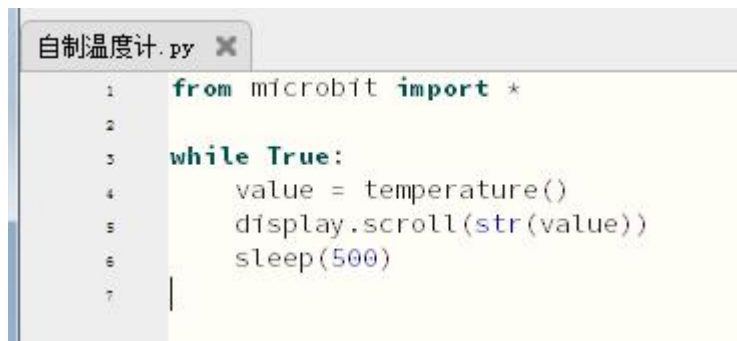 自制温度计.py
1 from microbit import *
2
3 while True:
4     value = temperature()
5     display.scroll(str(value))
6     sleep(500)
7